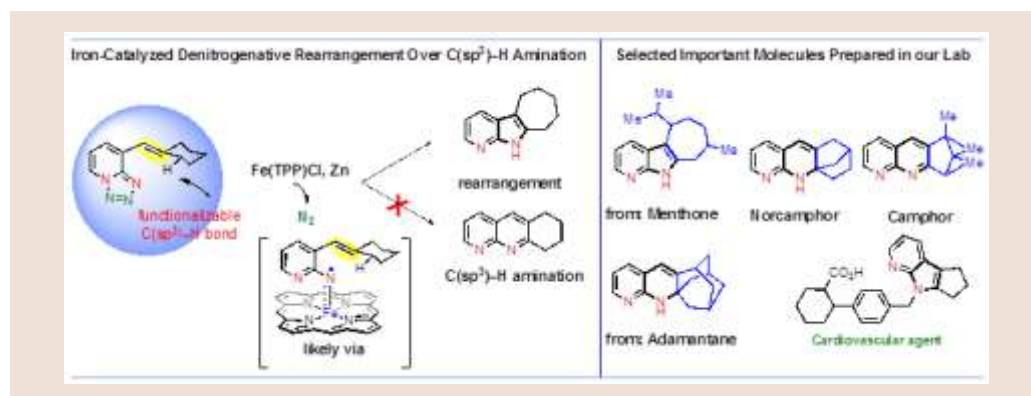 Iron-Catalyzed Denitrogenative Rearrangement Over C(sp³)–H Amination
H
N
N=N
N
functionalizable
C(sp³)–H bond
Fe(TPP)Cl, Zn
N₂
N
N
H
rearrangement
N
N
H
N
N
C(sp³)–H amination
N
N
N
N
Fe
likely via
Selected Important Molecules Prepared in our Lab
Me
Me
Me
N
N
H
from: Menthone
N
N
H
Norcamphor
Me
Me
Me
N
N
H
Camphor
N
N
H
from: Adamantane
CO₂H
N
N
Cardiovascular agent